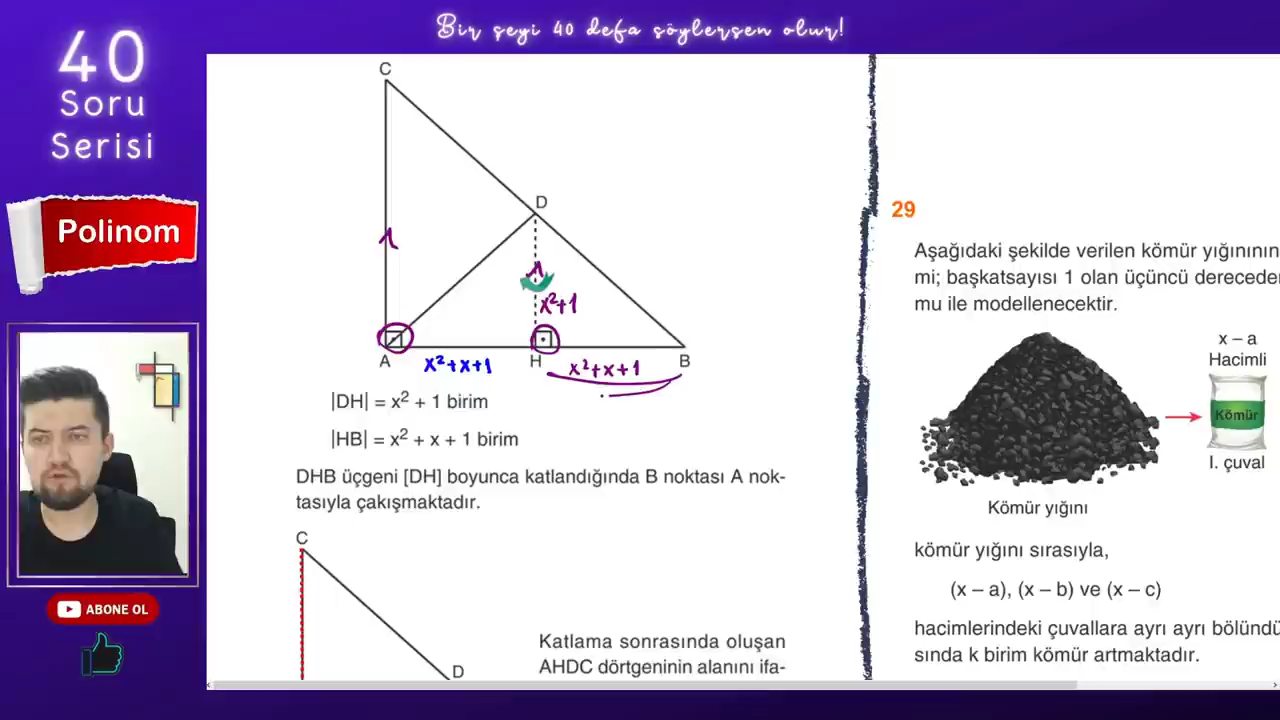 Bir şeyi 40 defa söylersen olur!
40
Soru
Serisi
Polinom
ABONE OL
C
D
1
1
x²+1
A
H
B
x²+x+1
x²+x+1
|DH| = x² + 1 birim
|HB| = x² + x + 1 birim
DHB üçgeni [DH] boyunca katlandığında B noktası A nok-
tasıyla çakışmaktadır.
C
D
Katlama sonrasında oluşan
AHDC dörtgeninin alanını ifa-
29
Aşağıdaki şekilde verilen kömür yığınının
mi; başkatsayısı 1 olan üçüncü dereceden
mu ile modellenecektir.
x – a
Hacimli
Kömür
I. çuval
Kömür yığını
kömür yığını sırasıyla,
(x – a), (x – b) ve (x – c)
hacimlerindeki çuvallara ayrı ayrı bölündü
sında k birim kömür artmaktadır.